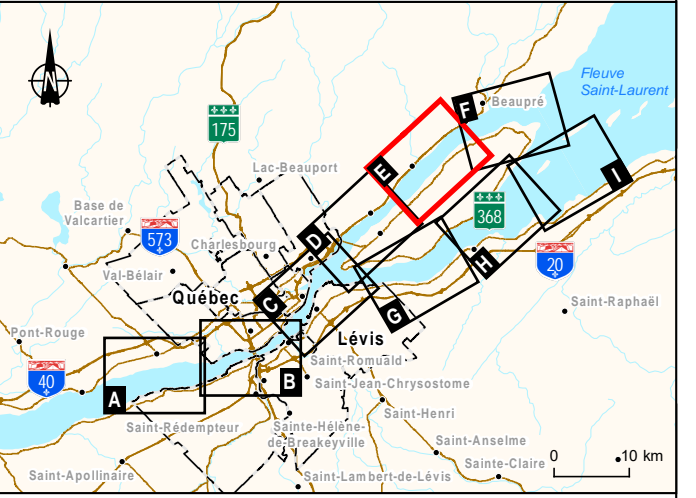 N
Fleuve
Saint-Laurent
F
Beaupré
175
Lac-Beauport
E
I
Base de
Valcartier
368
573
Charlesbourg
D
H
20
Val-Bélair
Québec
C
G
Saint-Raphaël
Pont-Rouge
Lévis
Saint-Romuald
40
A
B
Saint-Jean-Chrysostome
Saint-Henri
Saint-Rédempteur
Sainte-Hélène-
de-Breakeyville
Saint-Anselme
0
10 km
Sainte-Claire
Saint-Apollinaire
Saint-Lambert-de-Lévis